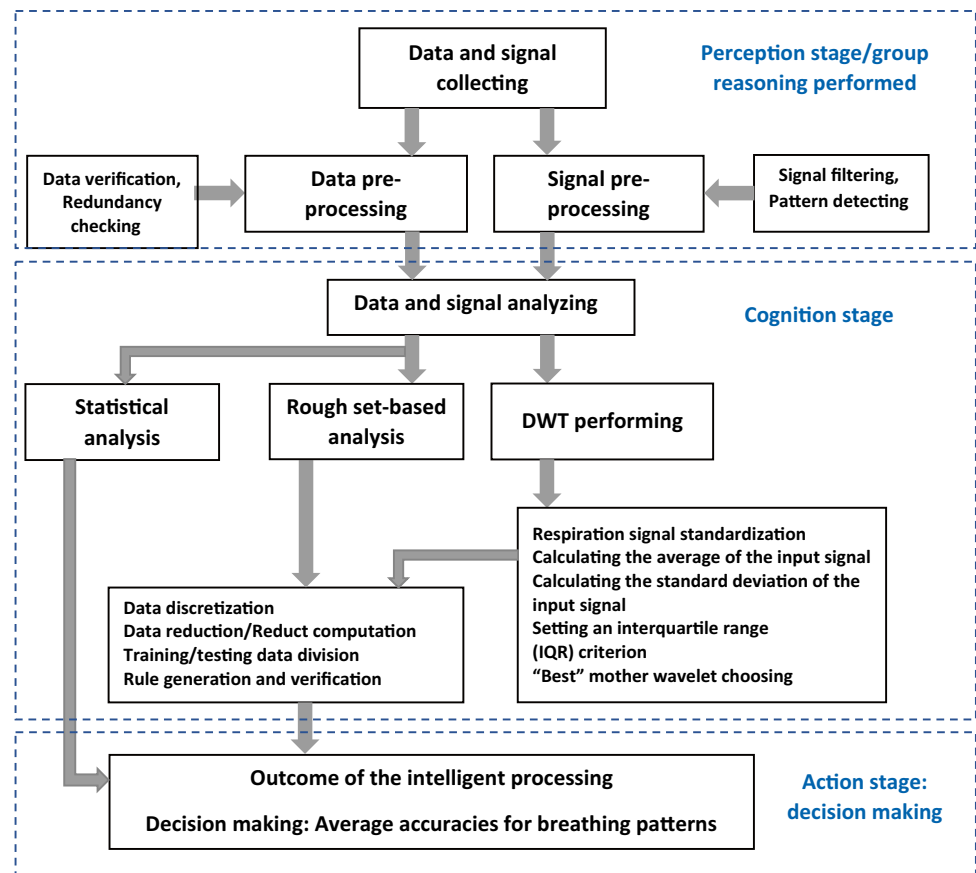 Data and signal
collecting
Perception stage/group
reasoning performed
Data verification,
Redundancy
checking
Data pre-
processing
Signal pre-
processing
Signal filtering,
Pattern detecting
Data and signal analyzing
Cognition stage
Statistical
analysis
Rough set-based
analysis
DWT performing
Respiration signal standardization
Calculating the average of the input signal
Calculating the standard deviation of the
input signal
Setting an interquartile range
(IQR) criterion
“Best” mother wavelet choosing
Data discretization
Data reduction/Reduct computation
Training/testing data division
Rule generation and verification
Outcome of the intelligent processing
Decision making: Average accuracies for breathing patterns
Action stage:
decision making